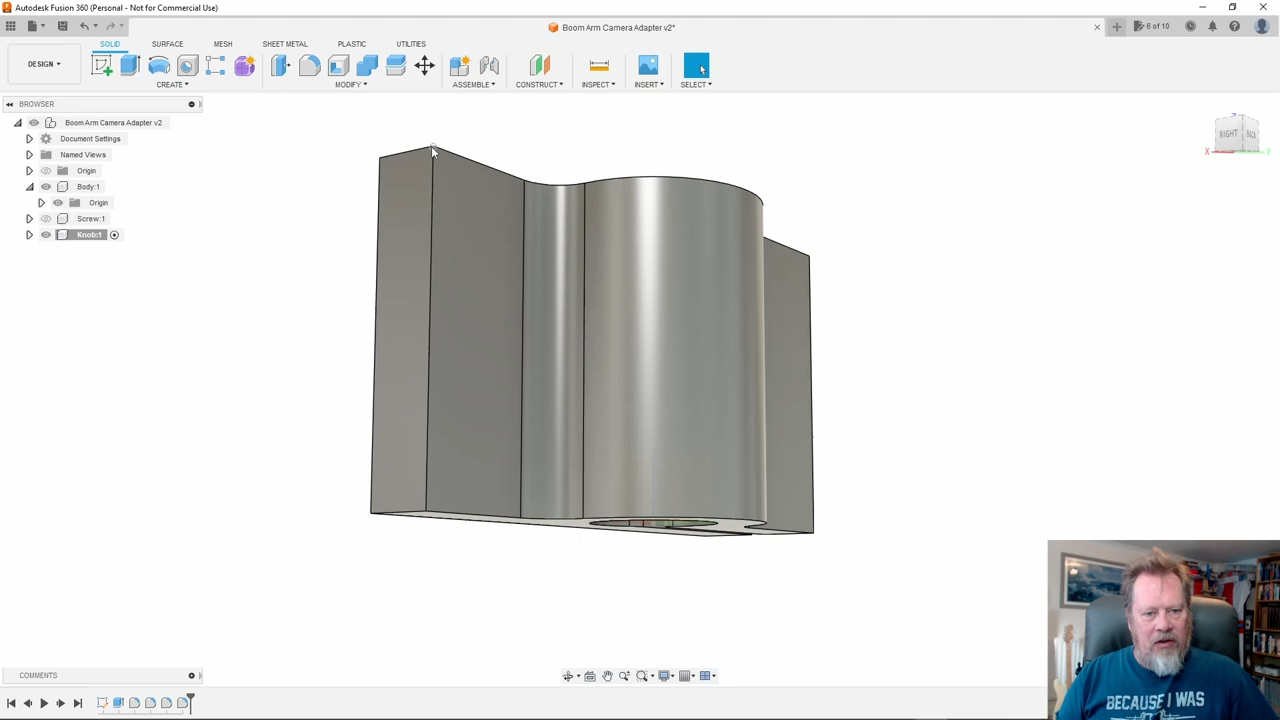 Autodesk Fusion 360 (Personal - Not for Commercial Use)
Boom Arm Camera Adapter v2*
6 of 10
SOLID
SURFACE
MESH
SHEET METAL
PLASTIC
UTILITIES
DESIGN
CREATE
MODIFY
ASSEMBLE
CONSTRUCT
INSPECT
INSERT
SELECT
BROWSER
Boom Arm Camera Adapter v2
Document Settings
Named Views
Origin
Body:1
Origin
Screw:1
Knob:1
Z
RIGHT
BACK
X
Y
COMMENTS
BECAUSE I WAS